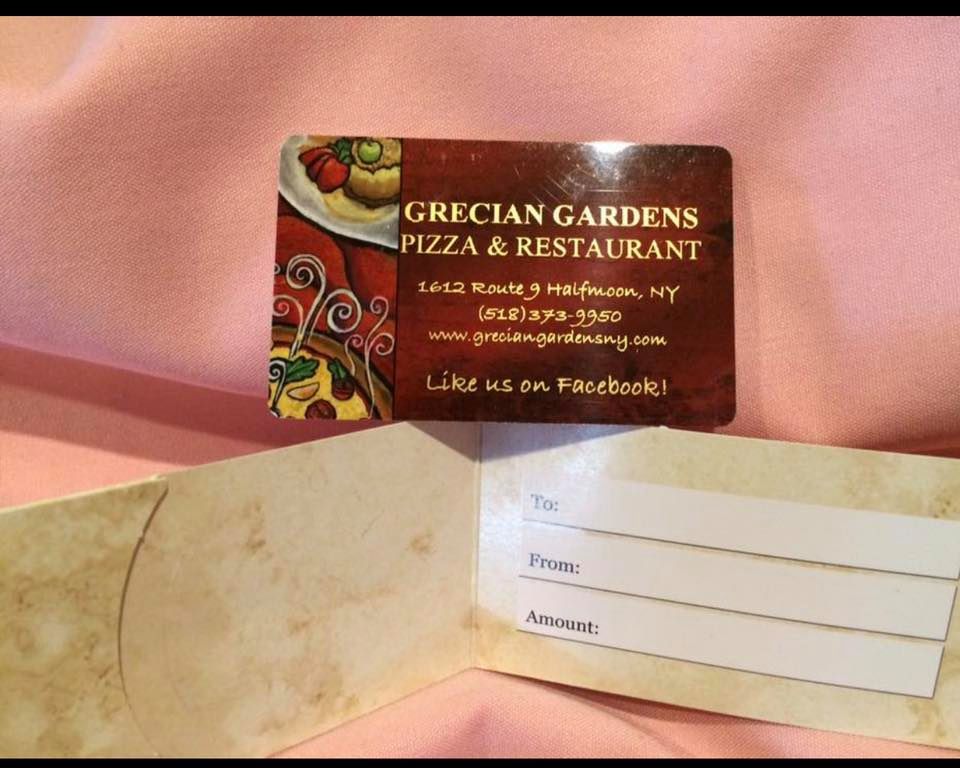 GRECIAN GARDENS
PIZZA & RESTAURANT
1612 Route 9 Halfmoon, NY
(518)373-9950
www.greciangardensny.com
Like us on Facebook!
To:
From:
Amount: